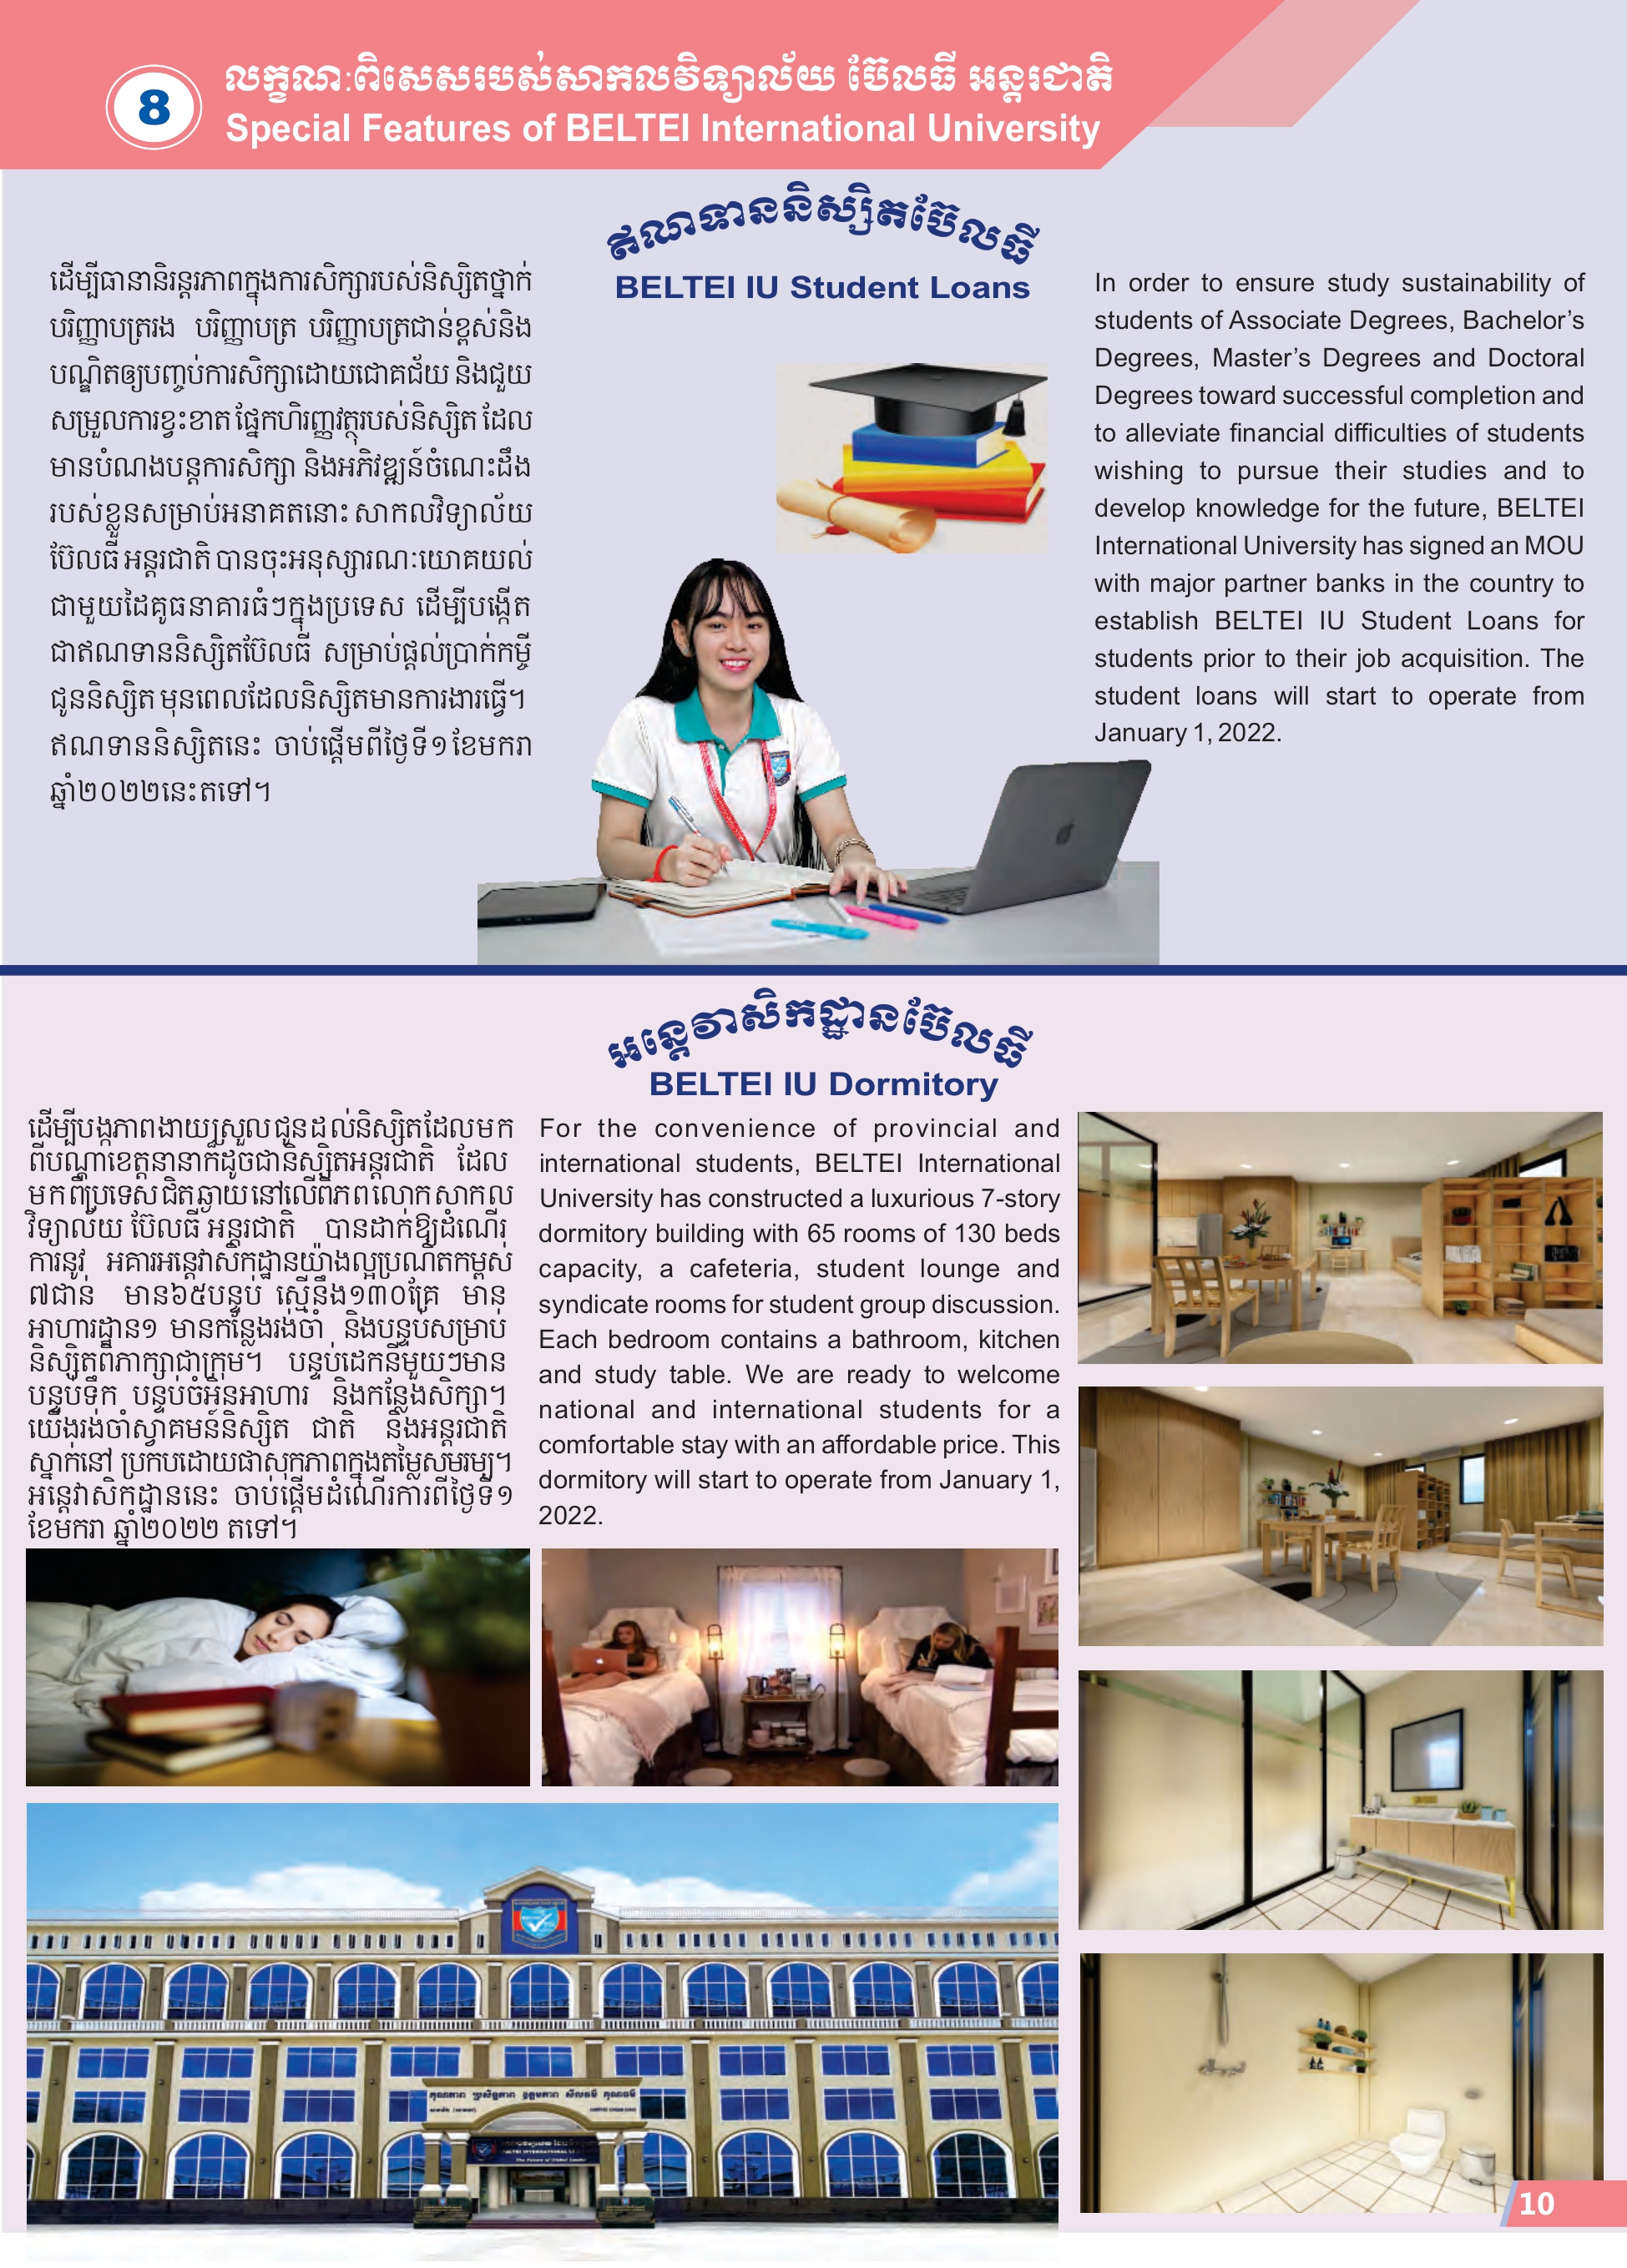 8
លក្ខណៈពិសេសរបស់សាកលវិទ្យាល័យ ប៊ែលធី អន្តរជាតិ
Special Features of BELTEI International University
ឥណទាននិស្សិតប៊ែលធី
BELTEI IU Student Loans
ដើម្បីធានានិរន្តរភាពក្នុងការសិក្សារបស់និស្សិតថ្នាក់
បរិញ្ញាបត្ររង បរិញ្ញាបត្រ បរិញ្ញាបត្រជាន់ខ្ពស់និង
បណ្ឌិតឲ្យបញ្ចប់ការសិក្សាដោយជោគជ័យ និងជួយ
សម្រួលការខ្វះខាត ផ្នែកហិរញ្ញវត្ថុរបស់និស្សិត ដែល
មានបំណងបន្តការសិក្សា និងអភិវឌ្ឍន៍ចំណេះដឹង
របស់ខ្លួនសម្រាប់អនាគតនោះ សាកលវិទ្យាល័យ
ប៊ែលធី អន្តរជាតិ បានចុះអនុស្សារណៈយោគយល់
ជាមួយដៃគូធនាគារធំៗក្នុងប្រទេស ដើម្បីបង្កើត
ជាឥណទាននិស្សិតប៊ែលធី សម្រាប់ផ្តល់ប្រាក់កម្ចី
ជូននិស្សិត មុនពេលដែលនិស្សិតមានការងារធ្វើ។
ឥណទាននិស្សិតនេះ ចាប់ផ្តើមពីថ្ងៃទី១ ខែមករា
ឆ្នាំ២០២២នេះតទៅ។
In order to ensure study sustainability of
students of Associate Degrees, Bachelor’s
Degrees, Master’s Degrees and Doctoral
Degrees toward successful completion and
to alleviate financial difficulties of students
wishing to pursue their studies and to
develop knowledge for the future, BELTEI
International University has signed an MOU
with major partner banks in the country to
establish BELTEI IU Student Loans for
students prior to their job acquisition. The
student loans will start to operate from
January 1, 2022.
អន្តេវាសិកដ្ឋានប៊ែលធី
BELTEI IU Dormitory
ដើម្បីបង្កភាពងាយស្រួលជូនដល់និស្សិតដែលមក
ពីបណ្តាខេត្តនានាក៏ដូចជានិស្សិតអន្តរជាតិ ដែល
មកពីប្រទេសជិតឆ្ងាយនៅលើពិភពលោកសាកល
វិទ្យាល័យ ប៊ែលធី អន្តរជាតិ បានដាក់ឱ្យដំណើរ
ការនូវ អគារអន្តេវាសិកដ្ឋានយ៉ាងល្អប្រណីតកម្ពស់
៧ជាន់ មាន៦៥បន្ទប់ ស្មើនឹង១៣០គ្រែ មាន
អាហារដ្ឋាន១ មានកន្លែងរង់ចាំ និងបន្ទប់សម្រាប់
និស្សិតពិភាក្សាជាក្រុម។ បន្ទប់ដេកនីមួយៗមាន
បន្ទប់ទឹក បន្ទប់ចំអិនអាហារ និងកន្លែងសិក្សា។
យើងរង់ចាំស្វាគមន៍និស្សិត ជាតិ និងអន្តរជាតិ
ស្នាក់នៅ ប្រកបដោយផាសុកភាពក្នុងតម្លៃសមរម្យ។
អន្តេវាសិកដ្ឋាននេះ ចាប់ផ្តើមដំណើរការពីថ្ងៃទី១
ខែមករា ឆ្នាំ២០២២ តទៅ។
For the convenience of provincial and
international students, BELTEI International
University has constructed a luxurious 7-story
dormitory building with 65 rooms of 130 beds
capacity, a cafeteria, student lounge and
syndicate rooms for student group discussion.
Each bedroom contains a bathroom, kitchen
and study table. We are ready to welcome
national and international students for a
comfortable stay with an affordable price. This
dormitory will start to operate from January 1,
2022.
គុណភាព ប្រសិទ្ធភាព ឧត្តមភាព សីលធម៌ គុណធម៌
BELTEI INTERNATIONAL
The Future of Global Leader
10